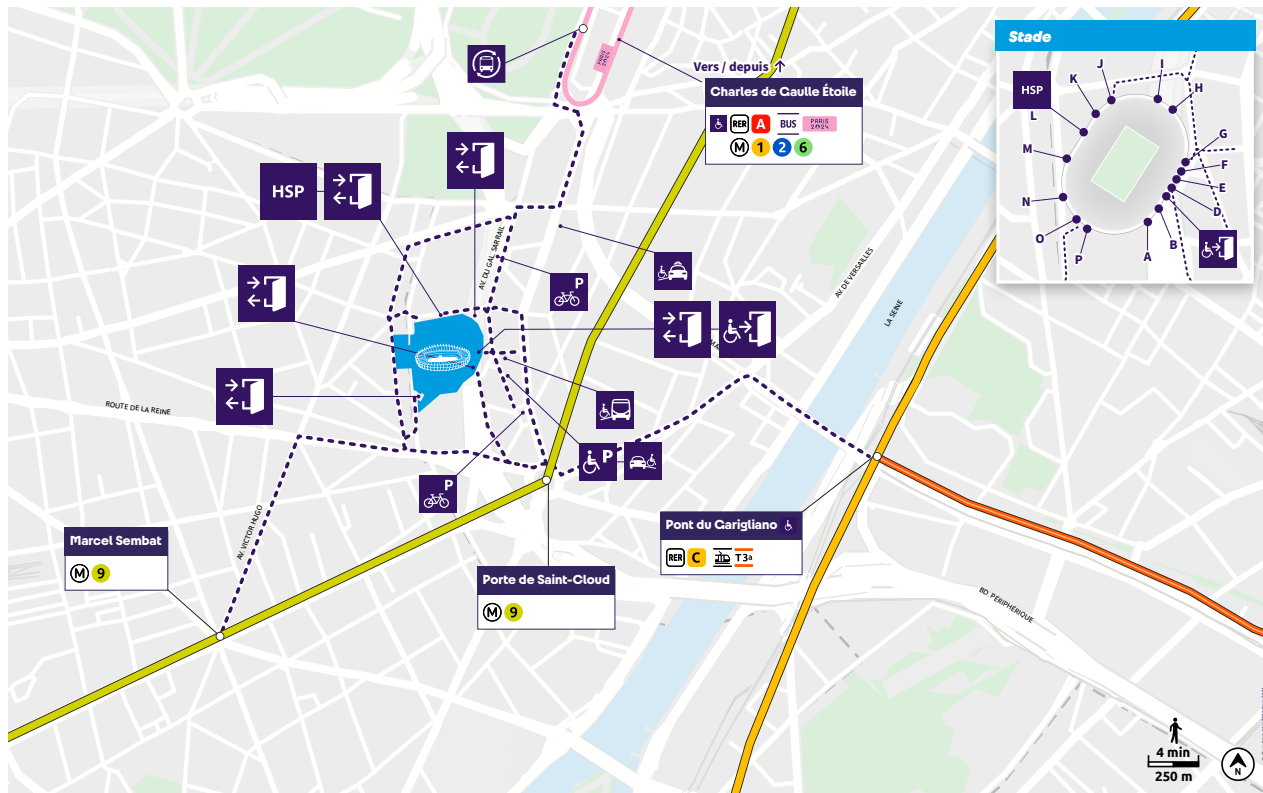 Vers / depuis ↑
Charles de Gaulle Étoile
RER A BUS PARIS 2024
M 1 2 6
PARIS 2024
HSP
AV. DU GAL SARRAIL
P
AV. DE VERSAILLES
LA SEINE
ROUTE DE LA REINE
P
P
AV. VICTOR HUGO
Marcel Sembat
M 9
Porte de Saint-Cloud
M 9
Pont du Garigliano
RER C T3a
BD. PÉRIPHÉRIQUE
4 min
250 m
N
Stade
HSP
J
I
K
H
L
M
G
F
E
N
D
O
B
P
A